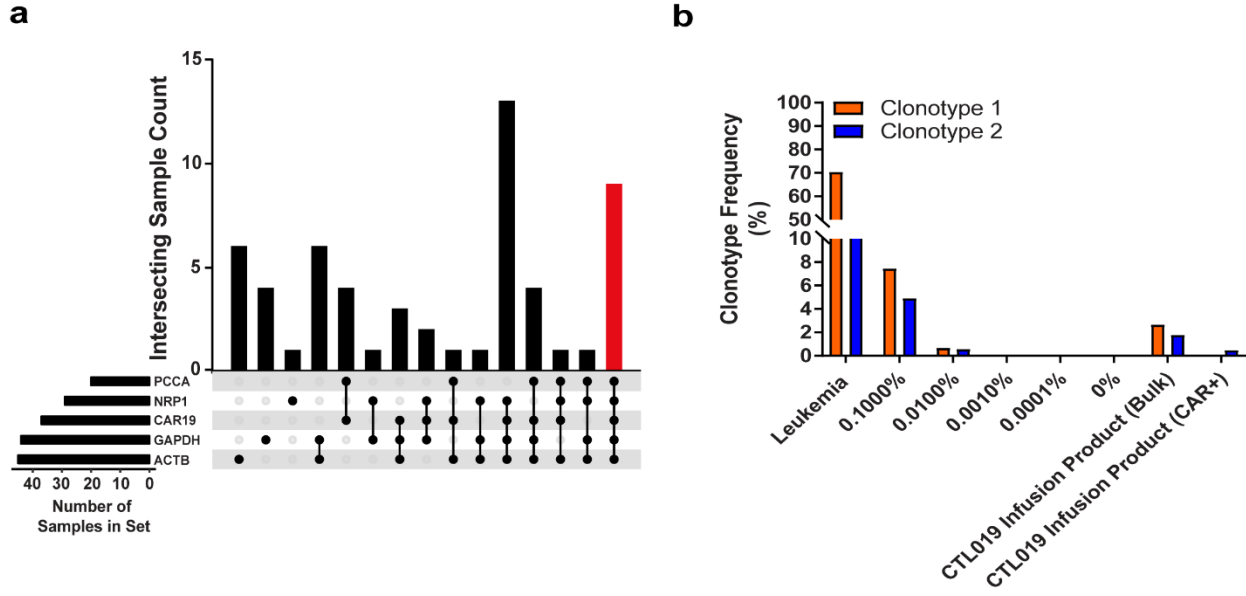 a
Intersecting Sample Count
15
10
5
0
PCCA
NRP1
CAR19
GAPDH
ACTB
40 30 20 10 0
Number of
Samples in Set
b
Clonotype Frequency
(%)
100
90
80
70
60
50
10
8
6
4
2
0
Clonotype 1
Clonotype 2
Leukemia
0.1000%
0.0100%
0.0010%
0.0001%
0%
CTL019 Infusion Product (Bulk)
CTL019 Infusion Product (CAR+)